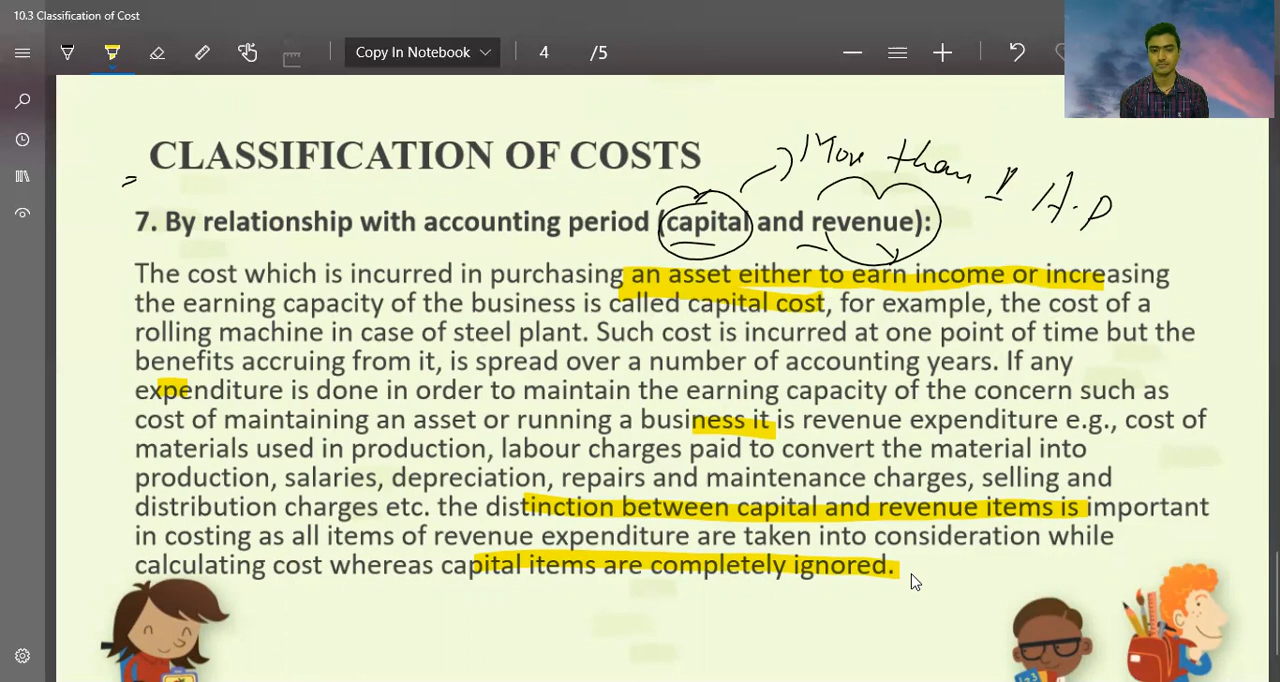 10.3 Classification of Cost
Copy In Notebook
4 /5
CLASSIFICATION OF COSTS
More than 1 A.P
7. By relationship with accounting period (capital and revenue):
The cost which is incurred in purchasing an asset either to earn income or increasing
the earning capacity of the business is called capital cost, for example, the cost of a
rolling machine in case of steel plant. Such cost is incurred at one point of time but the
benefits accruing from it, is spread over a number of accounting years. If any
expenditure is done in order to maintain the earning capacity of the concern such as
cost of maintaining an asset or running a business it is revenue expenditure e.g., cost of
materials used in production, labour charges paid to convert the material into
production, salaries, depreciation, repairs and maintenance charges, selling and
distribution charges etc. the distinction between capital and revenue items is important
in costing as all items of revenue expenditure are taken into consideration while
calculating cost whereas capital items are completely ignored.
123